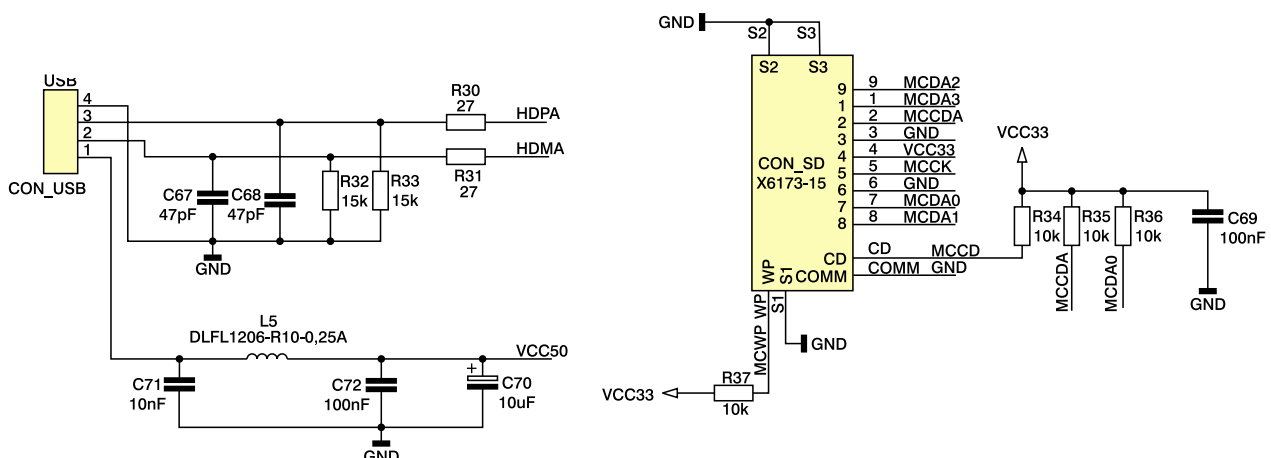 USB
4
3
2
1
CON_USB
R30
27
HDPA
HDMA
R31
27
C67
47pF
C68
47pF
R32
15k
R33
15k
GND
L5
DLFL1206-R10-0,25A
VCC50
C71
10nF
C72
100nF
+
C70
10uF
GND
GND
S2
S3
S2
S3
CON_SD
X6173-15
9 9 MCDA2
1 1 MCDA3
2 2 MCCDA
3 3 GND
4 4 VCC33
5 5 MCCK
6 6 GND
7 7 MCDA0
8 8 MCDA1
CD CD MCCD
COMM COMM GND
WP
S1
MCWP WP
S1
GND
VCC33
R37
10k
VCC33
R34
10k
R35
10k
R36
10k
C69
100nF
MCCDA
MCDA0
GND